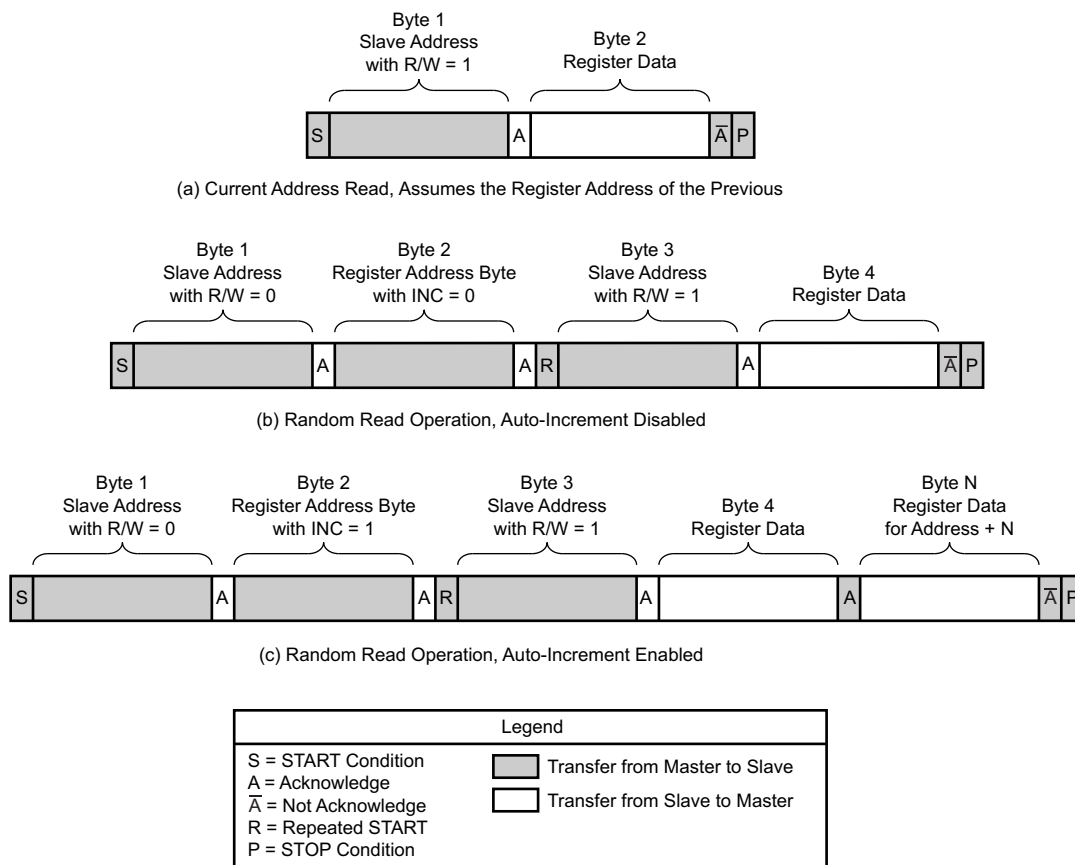 Byte 1
Slave Address
with R/W = 1
Byte 2
Register Data
S A A̅ P
(a) Current Address Read, Assumes the Register Address of the Previous
Byte 1
Slave Address
with R/W = 0
Byte 2
Register Address Byte
with INC = 0
Byte 3
Slave Address
with R/W = 1
Byte 4
Register Data
S A A R A A̅ P
(b) Random Read Operation, Auto-Increment Disabled
Byte 1
Slave Address
with R/W = 0
Byte 2
Register Address Byte
with INC = 1
Byte 3
Slave Address
with R/W = 1
Byte 4
Register Data
Byte N
Register Data
for Address + N
S A A R A A A̅ P
(c) Random Read Operation, Auto-Increment Enabled
Legend
S = START Condition
A = Acknowledge
A̅ = Not Acknowledge
R = Repeated START
P = STOP Condition
Transfer from Master to Slave
Transfer from Slave to Master